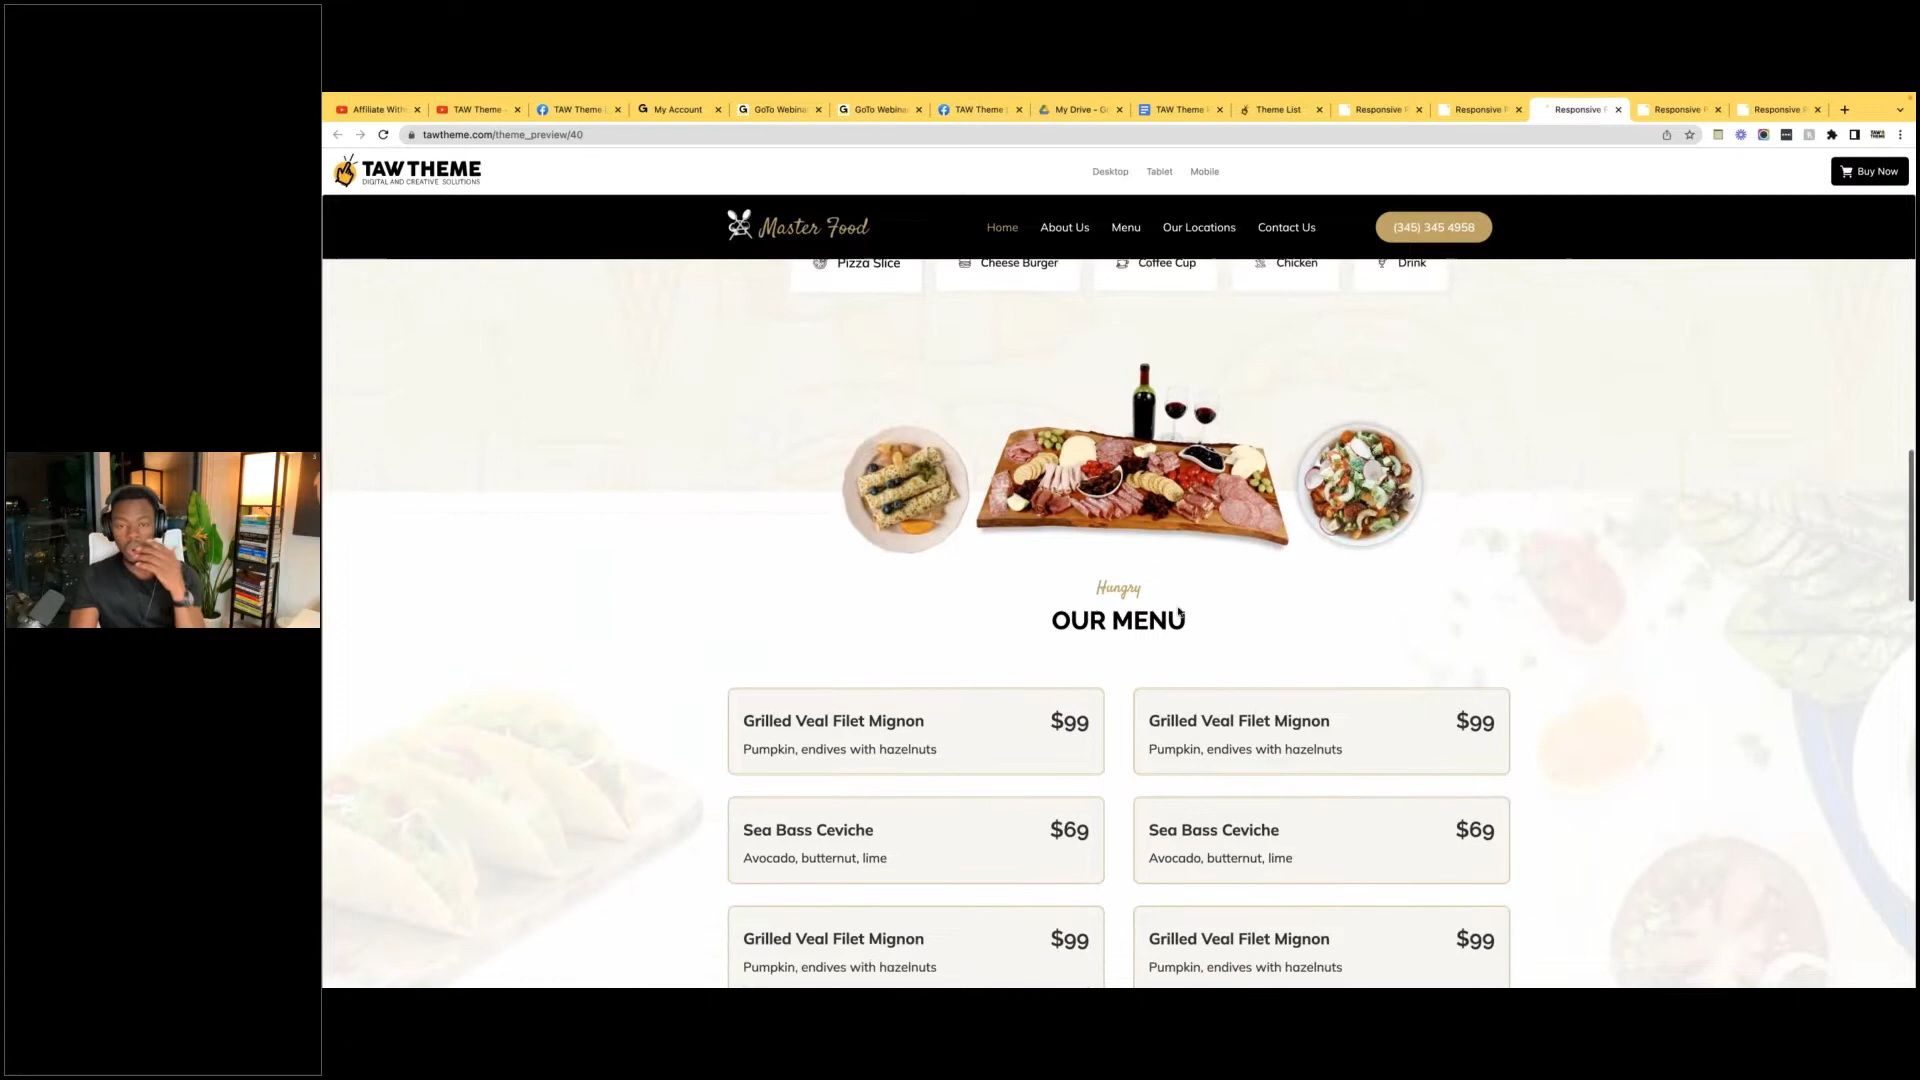 Affiliate With
TAW Theme -
TAW Theme
My Account
GoTo Webina
GoTo Webina
TAW Theme
My Drive - G
TAW Theme
Theme List
Responsive
Responsive
Responsive
Responsive
Responsive
tawtheme.com/theme_preview/40
TAW THEME
DIGITAL AND CREATIVE SOLUTIONS
Desktop
Tablet
Mobile
Buy Now
Master Food
Home
About Us
Menu
Our Locations
Contact Us
(345) 345 4958
Pizza Slice
Cheese Burger
Coffee Cup
Chicken
Drink
Hungry
OUR MENU
Grilled Veal Filet Mignon $99
Pumpkin, endives with hazelnuts
Grilled Veal Filet Mignon $99
Pumpkin, endives with hazelnuts
Sea Bass Ceviche $69
Avocado, butternut, lime
Sea Bass Ceviche $69
Avocado, butternut, lime
Grilled Veal Filet Mignon $99
Pumpkin, endives with hazelnuts
Grilled Veal Filet Mignon $99
Pumpkin, endives with hazelnuts